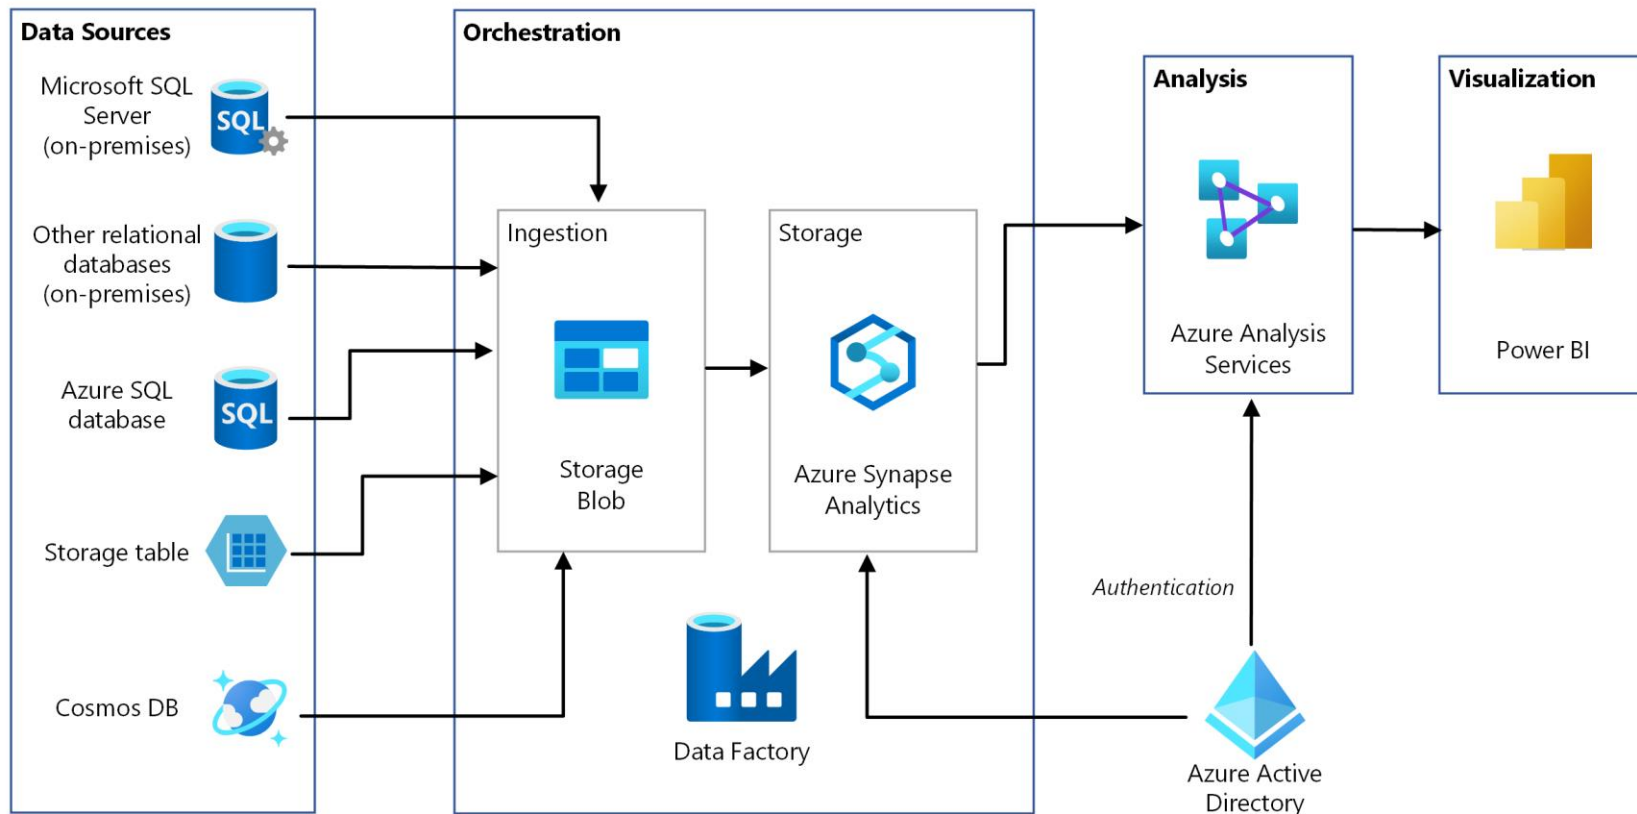 Data Sources
Microsoft SQL
Server
(on-premises)
SQL
Other relational
databases
(on-premises)
Azure SQL
database
SQL
Storage table
Cosmos DB
Orchestration
Ingestion
Storage
Blob
Storage
Azure Synapse
Analytics
Data Factory
Analysis
Azure Analysis
Services
Visualization
Power BI
Authentication
Azure Active
Directory